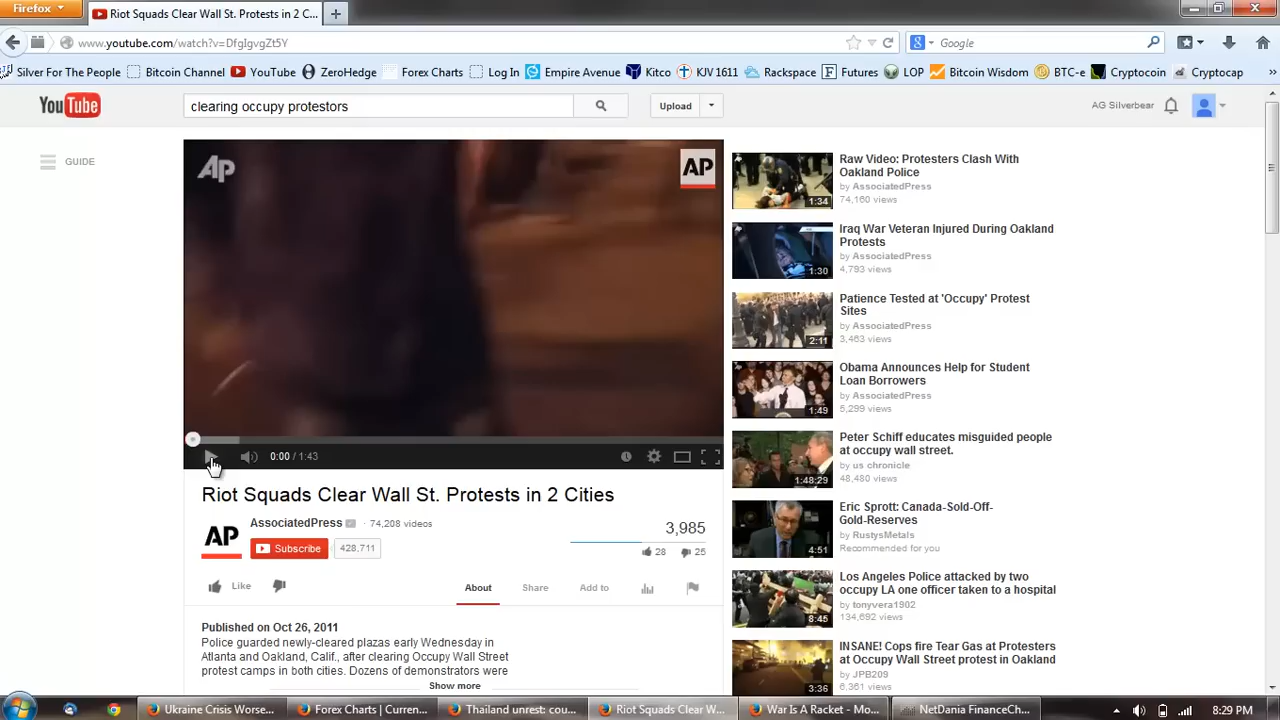 Firefox
Riot Squads Clear Wall St. Protests in 2 C...
www.youtube.com/watch?v=DfgIgvgZt5Y
Google
Silver For The People
Bitcoin Channel
YouTube
ZeroHedge
Forex Charts
Log In
Empire Avenue
Kitco
KJV 1611
Rackspace
Futures
LOP
Bitcoin Wisdom
BTC-e
Cryptocoin
Cryptocap
YouTube
clearing occupy protestors
Upload
AG Silverbear
GUIDE
AP
AP
0:00 / 1:43
Riot Squads Clear Wall St. Protests in 2 Cities
AP
AssociatedPress
74,208 videos
Subscribe
428,711
3,985
28
25
Like
About
Share
Add to
Published on Oct 26, 2011
Police guarded newly-cleared plazas early Wednesday in
Atlanta and Oakland, Calif., after clearing Occupy Wall Street
protest camps in both cities. Dozens of demonstrators were
Show more
Raw Video: Protesters Clash With
Oakland Police
by AssociatedPress
74,160 views
1:34
Iraq War Veteran Injured During Oakland
Protests
by AssociatedPress
4,793 views
1:30
Patience Tested at 'Occupy' Protest
Sites
by AssociatedPress
3,463 views
2:11
Obama Announces Help for Student
Loan Borrowers
by AssociatedPress
5,299 views
1:49
Peter Schiff educates misguided people
at occupy wall street.
by us chronicle
48,480 views
1:48:29
Eric Sprott: Canada-Sold-Off-
Gold-Reserves
by RustysMetals
Recommended for you
4:51
Los Angeles Police attacked by two
occupy LA one officer taken to a hospital
by tonyvera1902
134,692 views
8:45
INSANE! Cops fire Tear Gas at Protesters
at Occupy Wall Street protest in Oakland
by JPB209
6,361 views
3:36
Ukraine Crisis Worse...
Forex Charts | Curren...
Thailand unrest: cou...
Riot Squads Clear W...
War Is A Racket - Mo...
NetDania FinanceCh...
8:29 PM